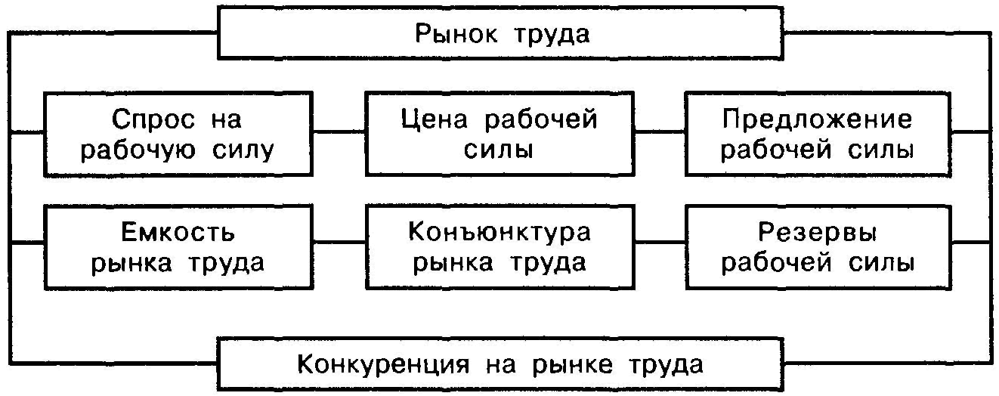 Рынок труда
Спрос на
рабочую силу
Цена рабочей
силы
Предложение
рабочей силы
Емкость
рынка труда
Конъюнктура
рынка труда
Резервы
рабочей силы
Конкуренция на рынке труда